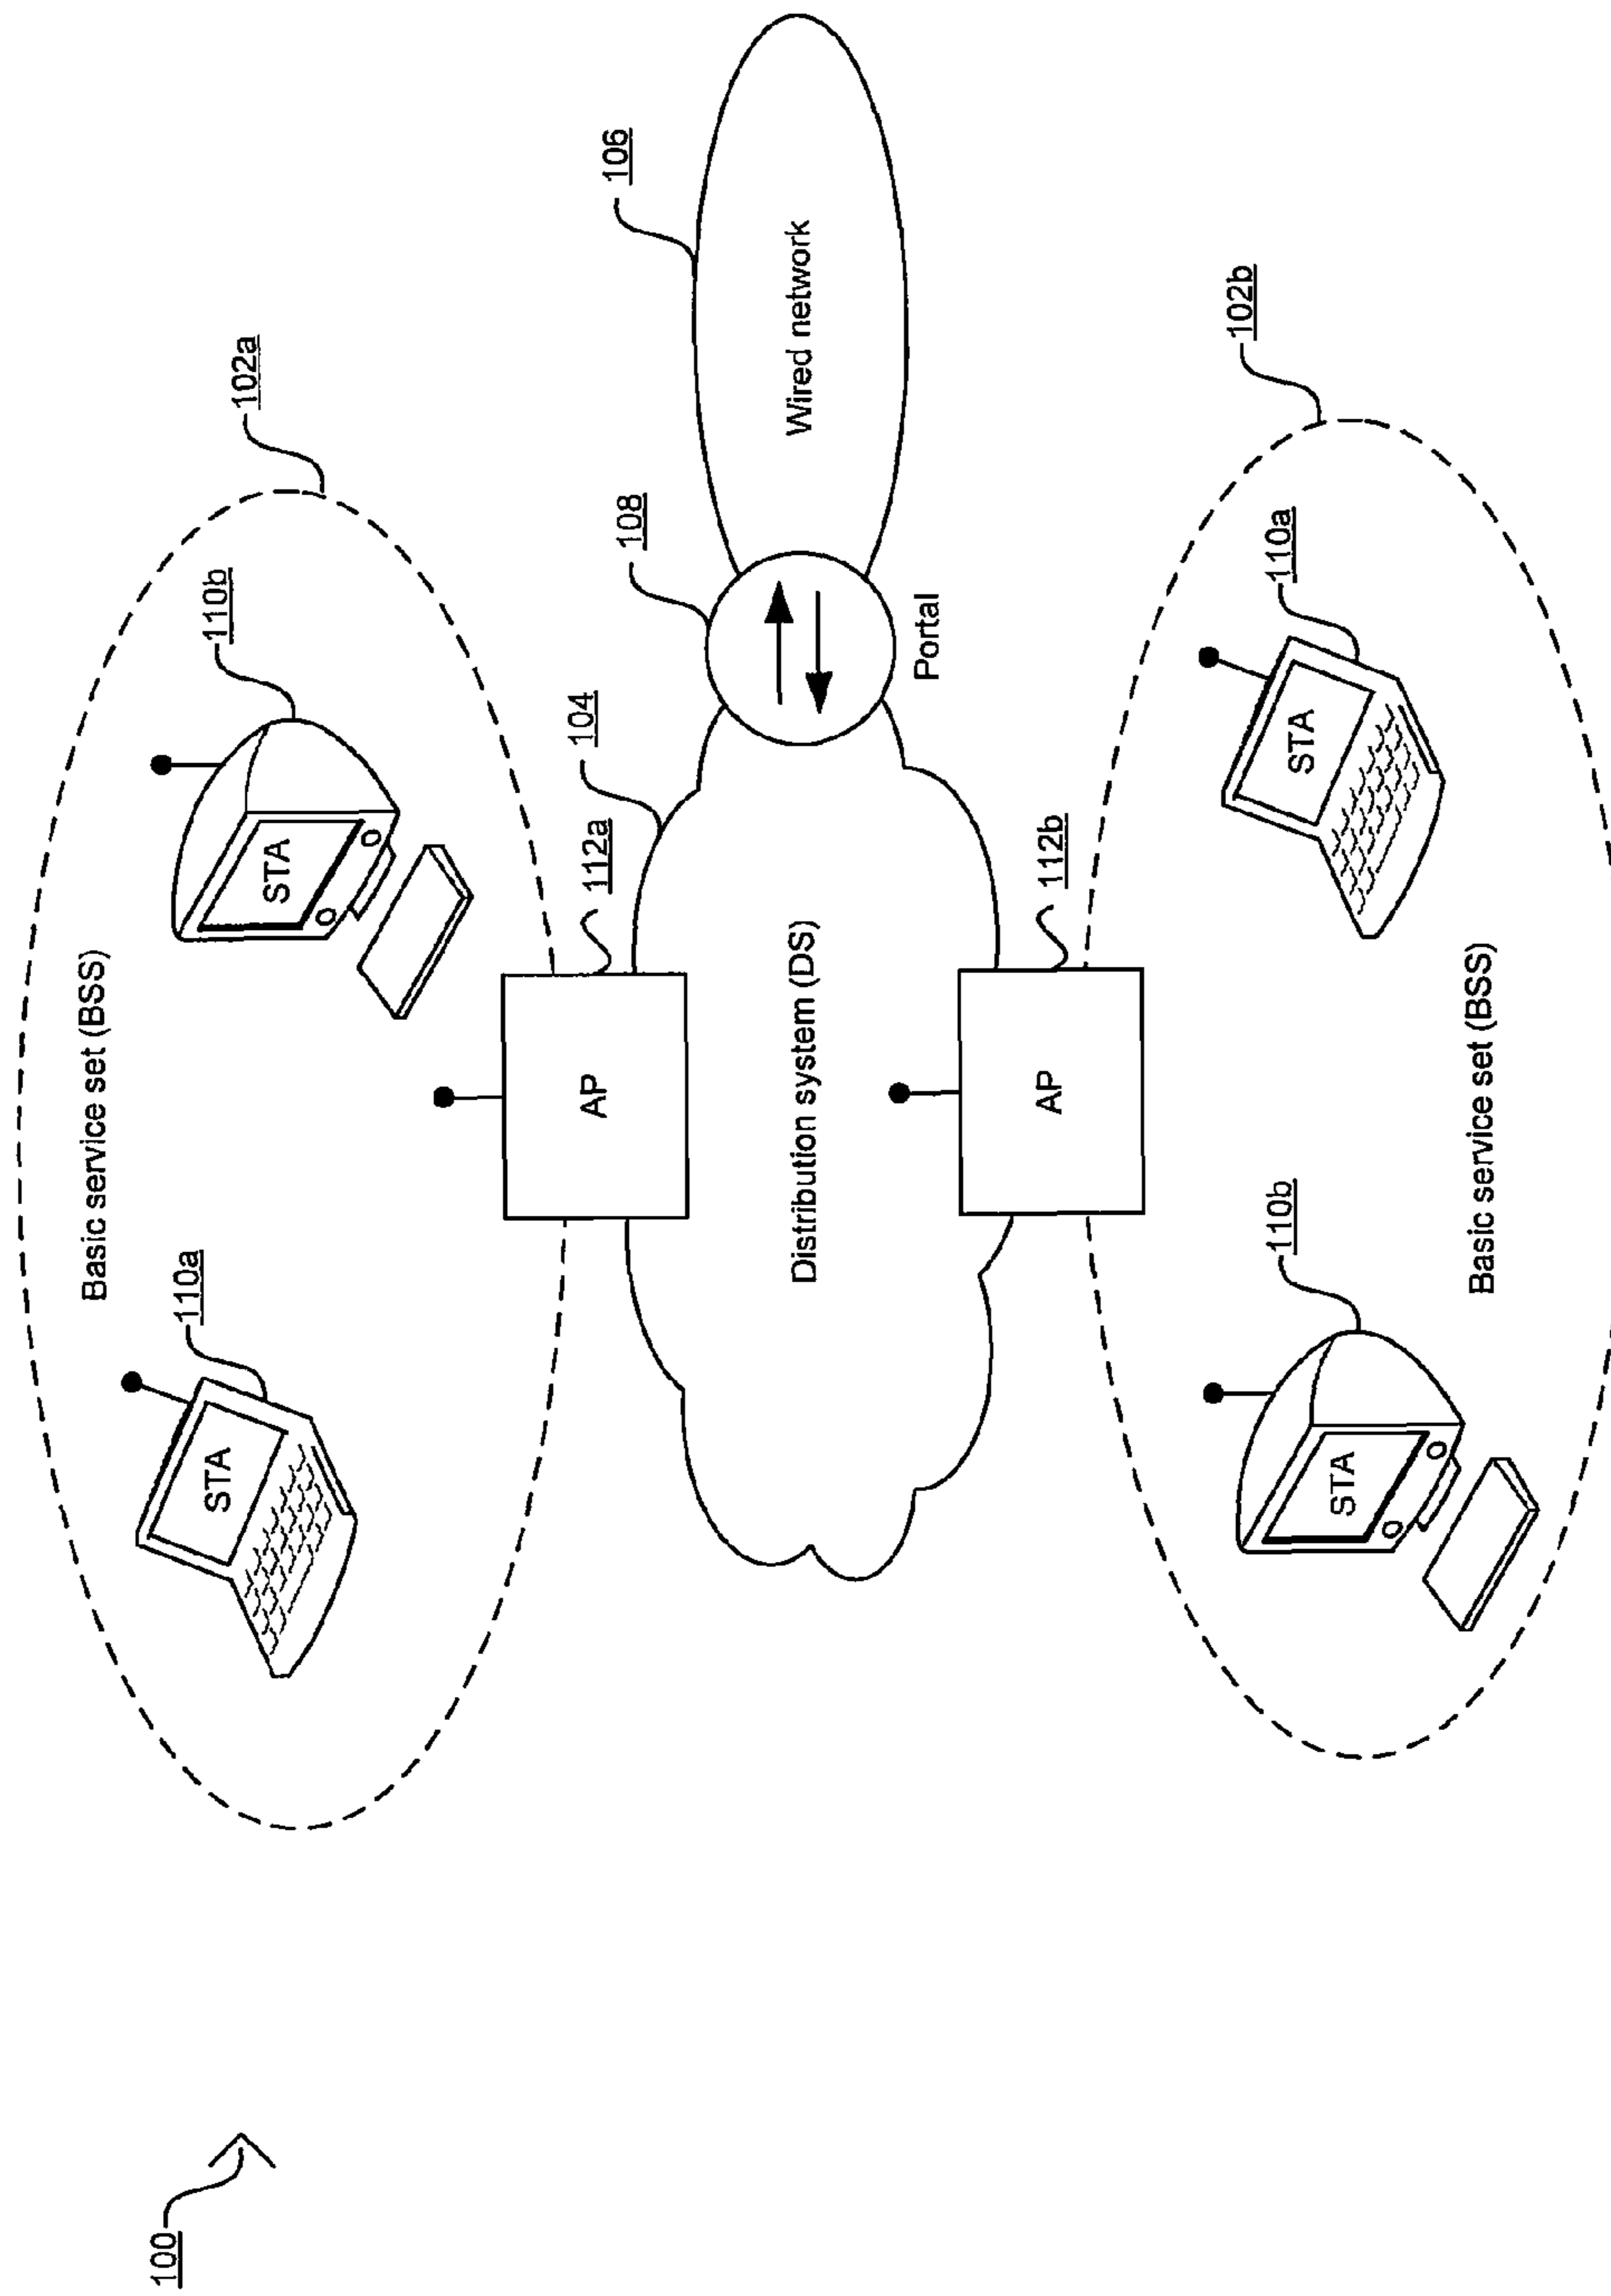 100
102a
Basic service set (BSS)
110a
110b
STA
STA
112a
104
AP
108
106
Distribution system (DS)
Wired network
Portal
112b
AP
102b
110b
110a
STA
STA
Basic service set (BSS)